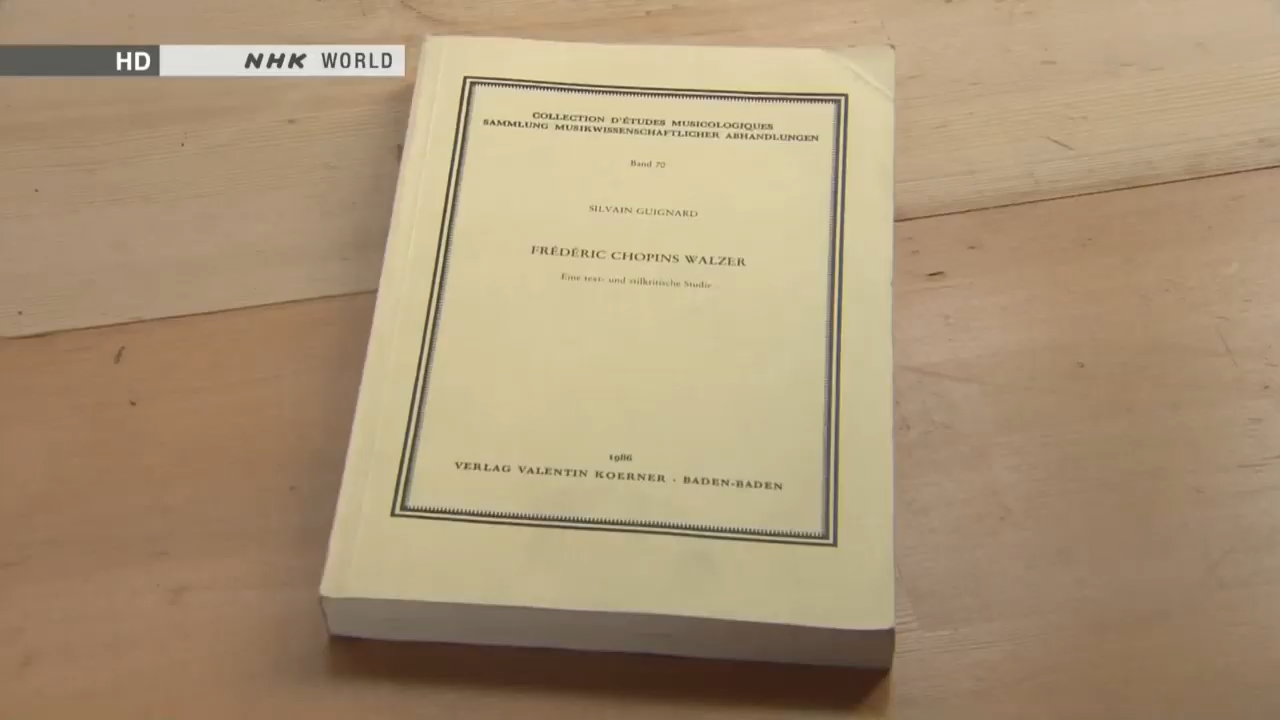 HD NHK WORLD
COLLECTION D'ÉTUDES MUSICOLOGIQUES
SAMMLUNG MUSIKWISSENSCHAFTLICHER ABHANDLUNGEN
Band 70
SILVAIN GUIGNARD
FRÉDÉRIC CHOPINS WALZER
Eine text- und stilkritische Studie
1986
VERLAG VALENTIN KOERNER · BADEN-BADEN